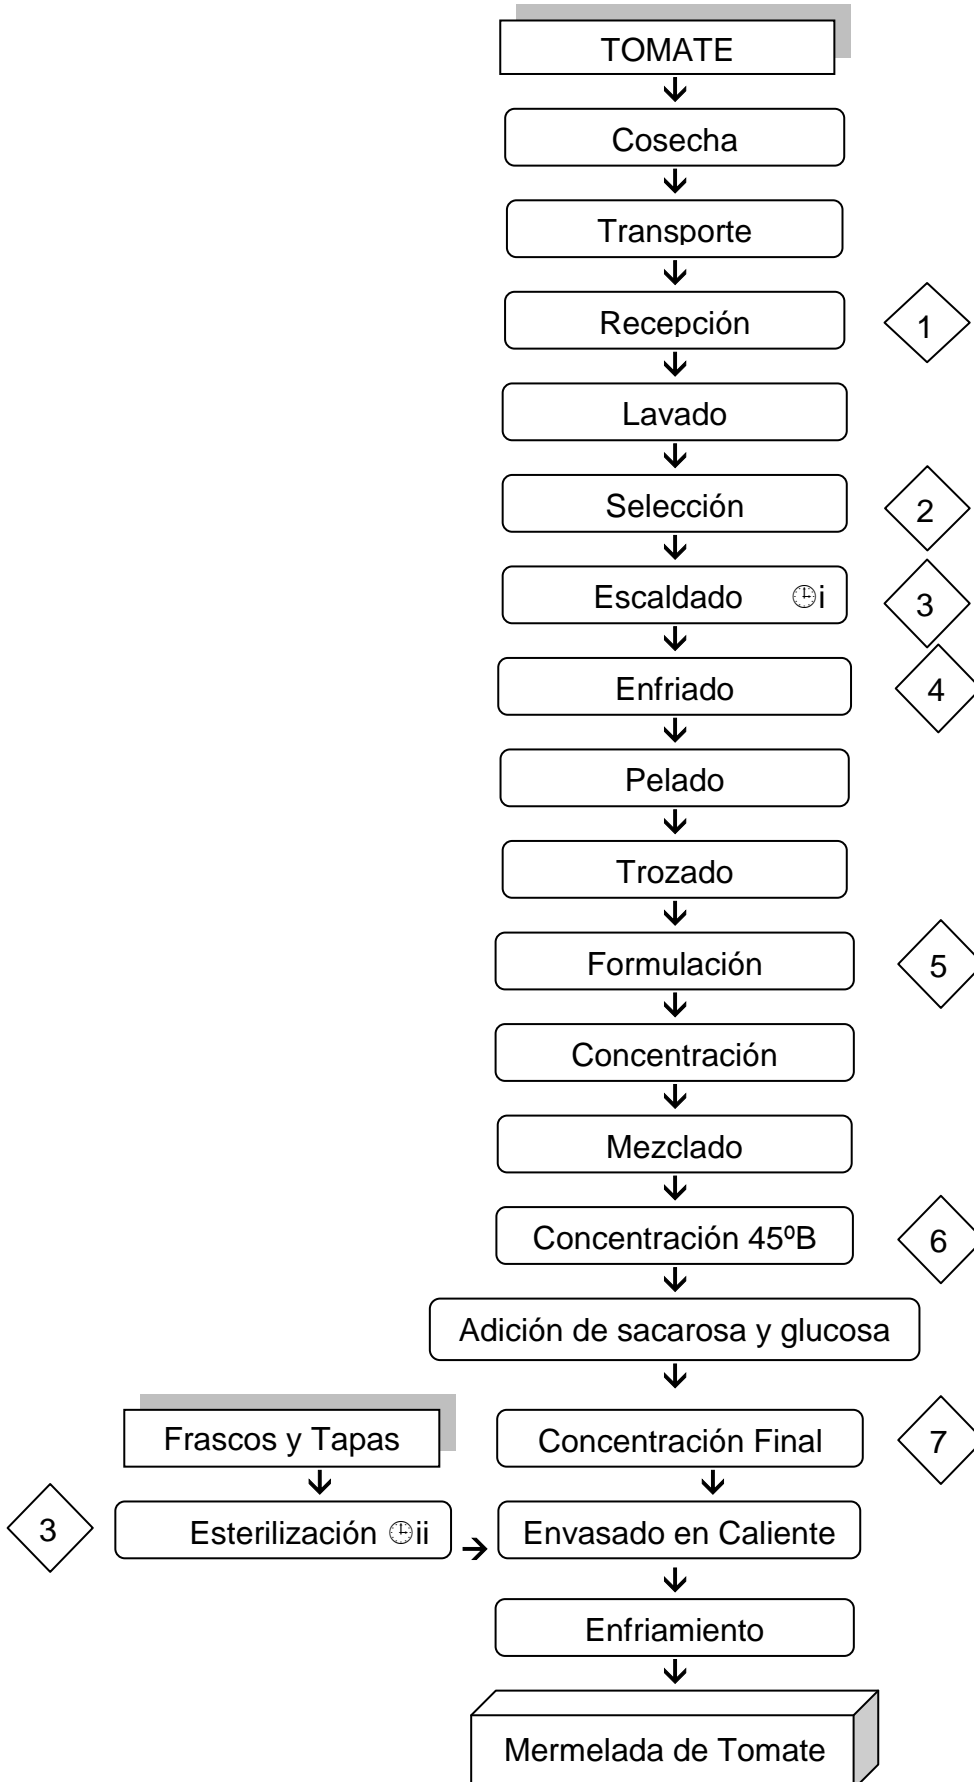 TOMATE
Cosecha
Transporte
Recepción
1
Lavado
Selección
2
Escaldado 🕒i
3
Enfriado
4
Pelado
Trozado
Formulación
5
Concentración
Mezclado
Concentración 45ºB
6
Adición de sacarosa y glucosa
Frascos y Tapas
Concentración Final
7
3
Esterilización 🕒ii
Envasado en Caliente
Enfriamiento
Mermelada de Tomate